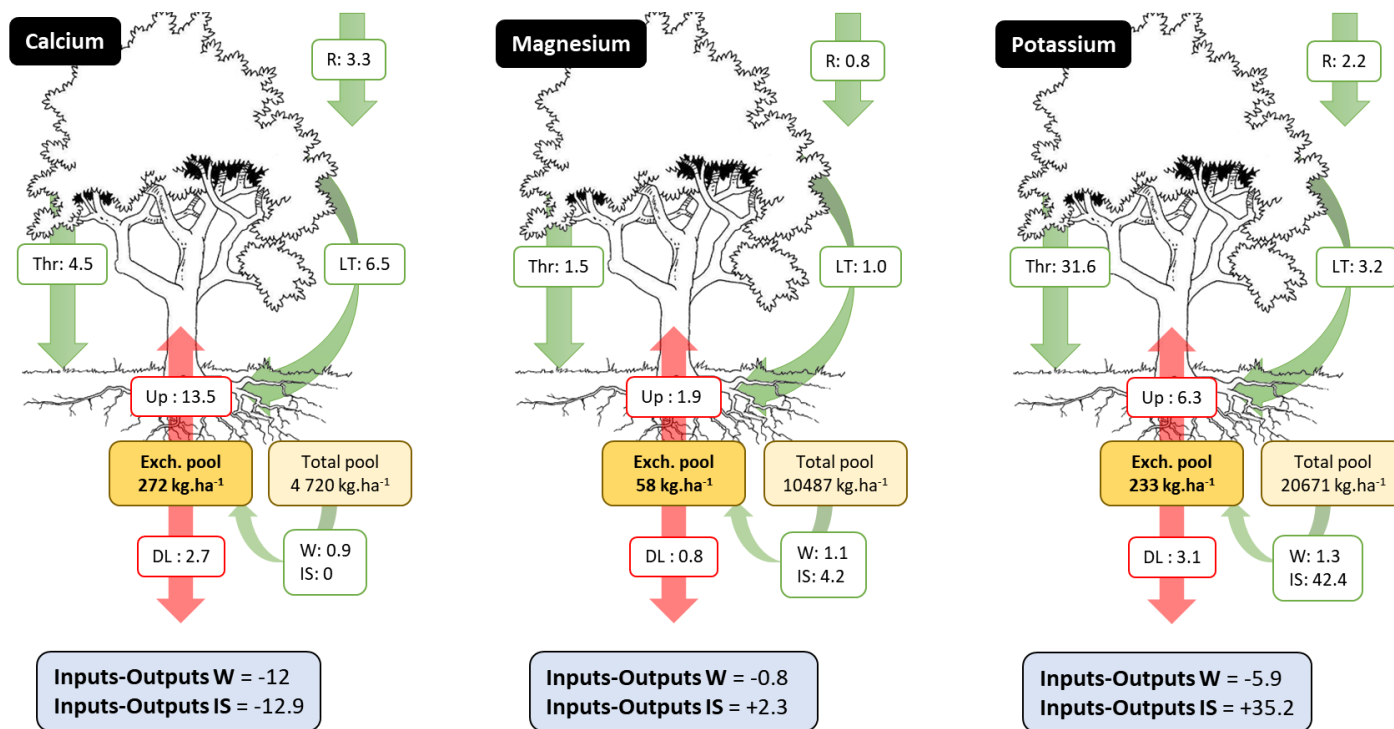 Calcium
R: 3.3
Thr: 4.5
LT: 6.5
Up : 13.5
Exch. pool
272 kg.ha⁻¹
Total pool
4 720 kg.ha⁻¹
DL : 2.7
W: 0.9
IS: 0
Inputs-Outputs W = -12
Inputs-Outputs IS = -12.9
Magnesium
R: 0.8
Thr: 1.5
LT: 1.0
Up : 1.9
Exch. pool
58 kg.ha⁻¹
Total pool
10487 kg.ha⁻¹
DL : 0.8
W: 1.1
IS: 4.2
Inputs-Outputs W = -0.8
Inputs-Outputs IS = +2.3
Potassium
R: 2.2
Thr: 31.6
LT: 3.2
Up : 6.3
Exch. pool
233 kg.ha⁻¹
Total pool
20671 kg.ha⁻¹
DL : 3.1
W: 1.3
IS: 42.4
Inputs-Outputs W = -5.9
Inputs-Outputs IS = +35.2